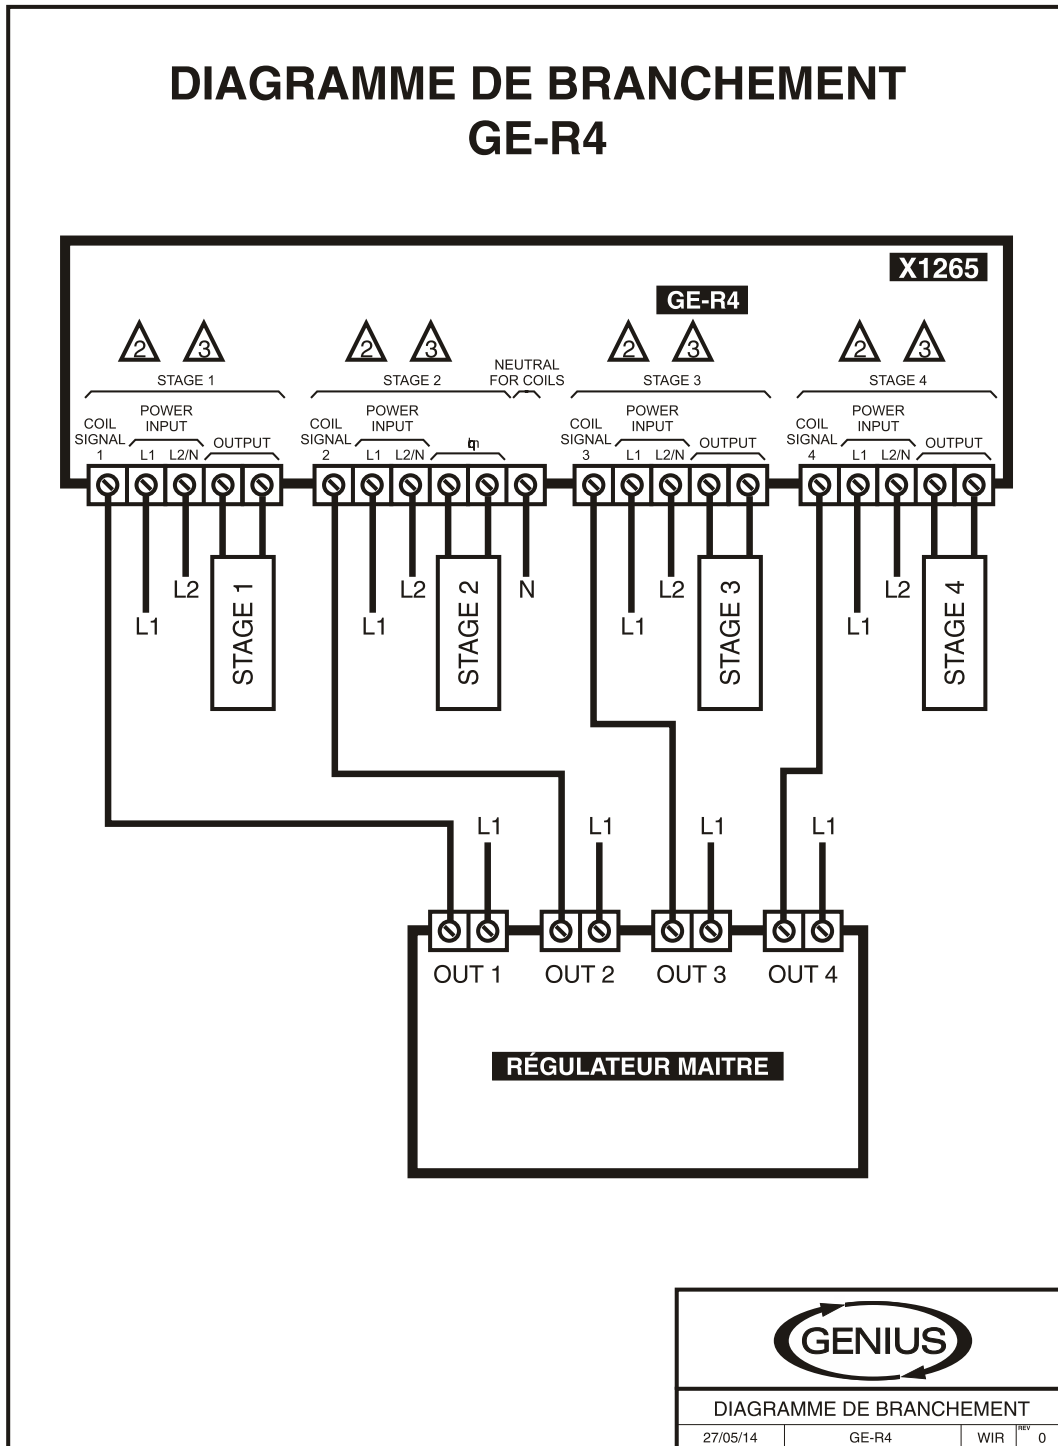 DIAGRAMME DE BRANCHEMENT
GE-R4
X1265
GE-R4
2 3 2 3 2 3 2 3
STAGE 1
STAGE 2
NEUTRAL
FOR COILS
STAGE 3
STAGE 4
COIL
SIGNAL
1
POWER
INPUT
L1 L2/N
OUTPUT
COIL
SIGNAL
2
POWER
INPUT
L1 L2/N
COIL
SIGNAL
3
POWER
INPUT
L1 L2/N
OUTPUT
COIL
SIGNAL
4
POWER
INPUT
L1 L2/N
OUTPUT
L1
L2
STAGE 1
L1
L2
STAGE 2
N
L1
L2
STAGE 3
L1
L2
STAGE 4
L1 L1 L1 L1
OUT 1 OUT 2 OUT 3 OUT 4
RÉGULATEUR MAITRE
GENIUS
DIAGRAMME DE BRANCHEMENT
27/05/14 GE-R4 WIR REV 0